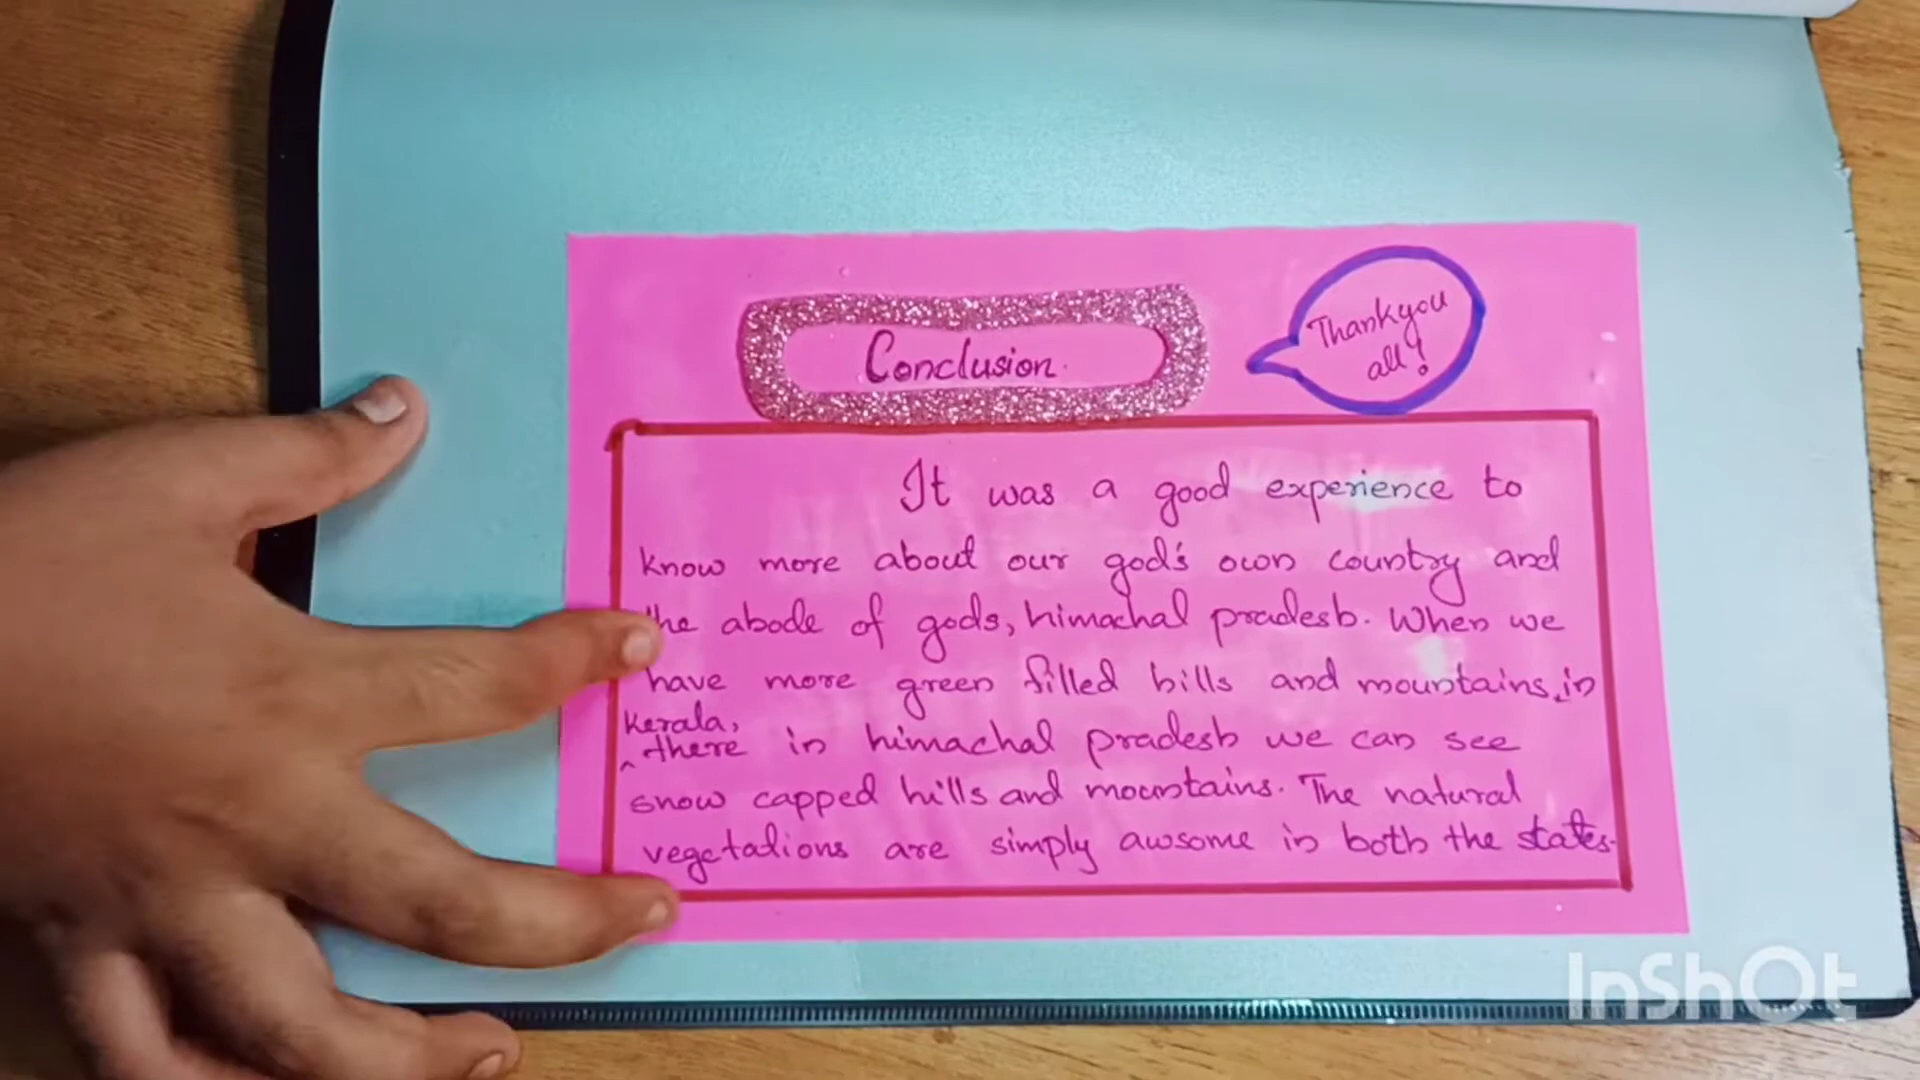 Conclusion.
Thankyou
all!
It was a good experience to
know more about our god's own country and
the abode of gods, himachal pradesh. When we
have more green filled hills and mountains, in
kerala,
^ there in himachal pradesh we can see
snow capped hills and mountains. The natural
vegetations are simply awsome in both the states.
InShOt